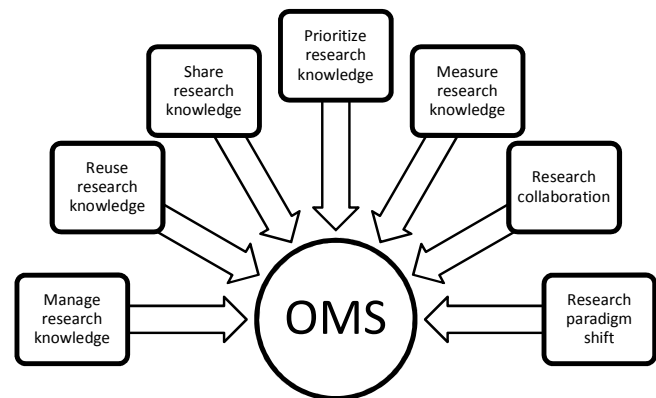 Prioritize
research
knowledge
Share
research
knowledge
Measure
research
knowledge
Reuse
research
knowledge
Research
collaboration
Manage
research
knowledge
OMS
Research
paradigm
shift